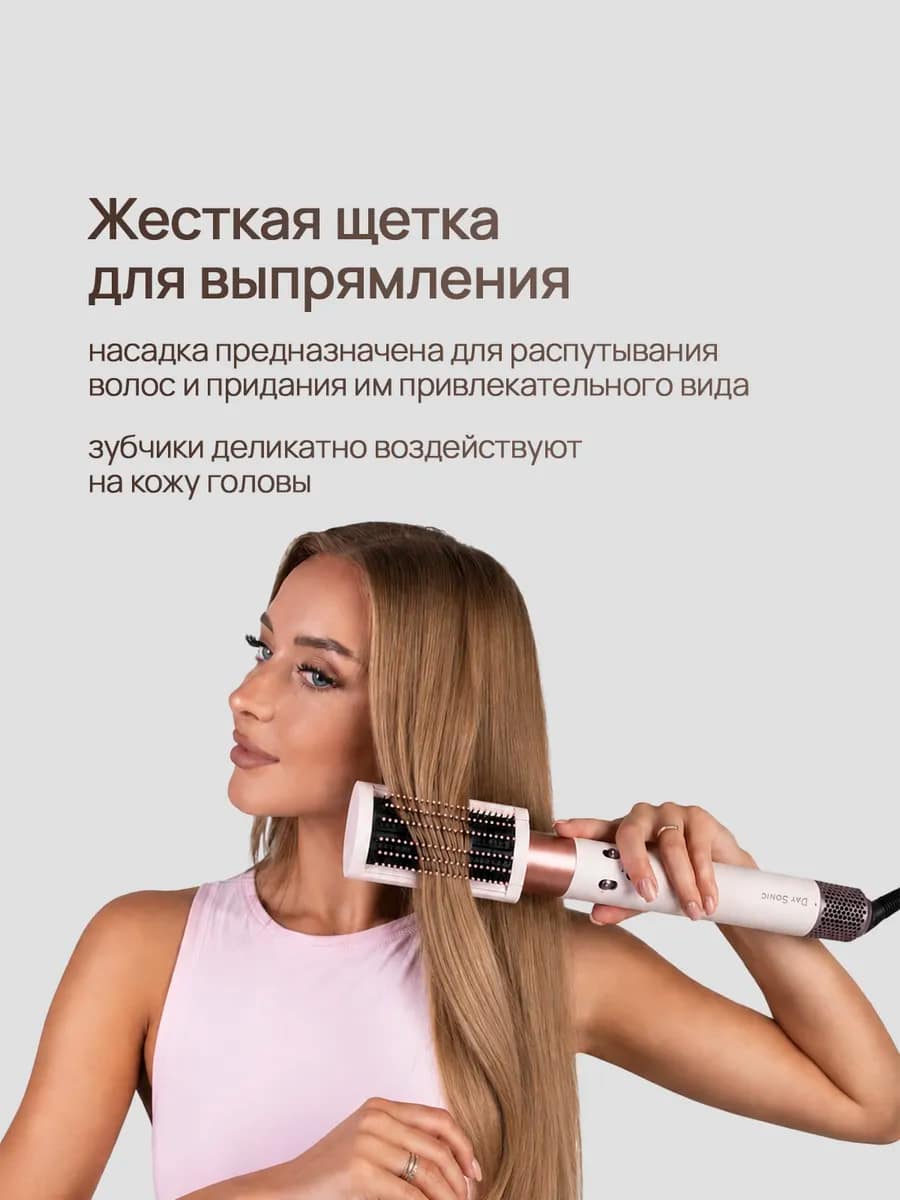 Жесткая щетка
для выпрямления
насадка предназначена для распутывания
волос и придания им привлекательного вида
зубчики деликатно воздействуют
на кожу головы
DAY SONIC